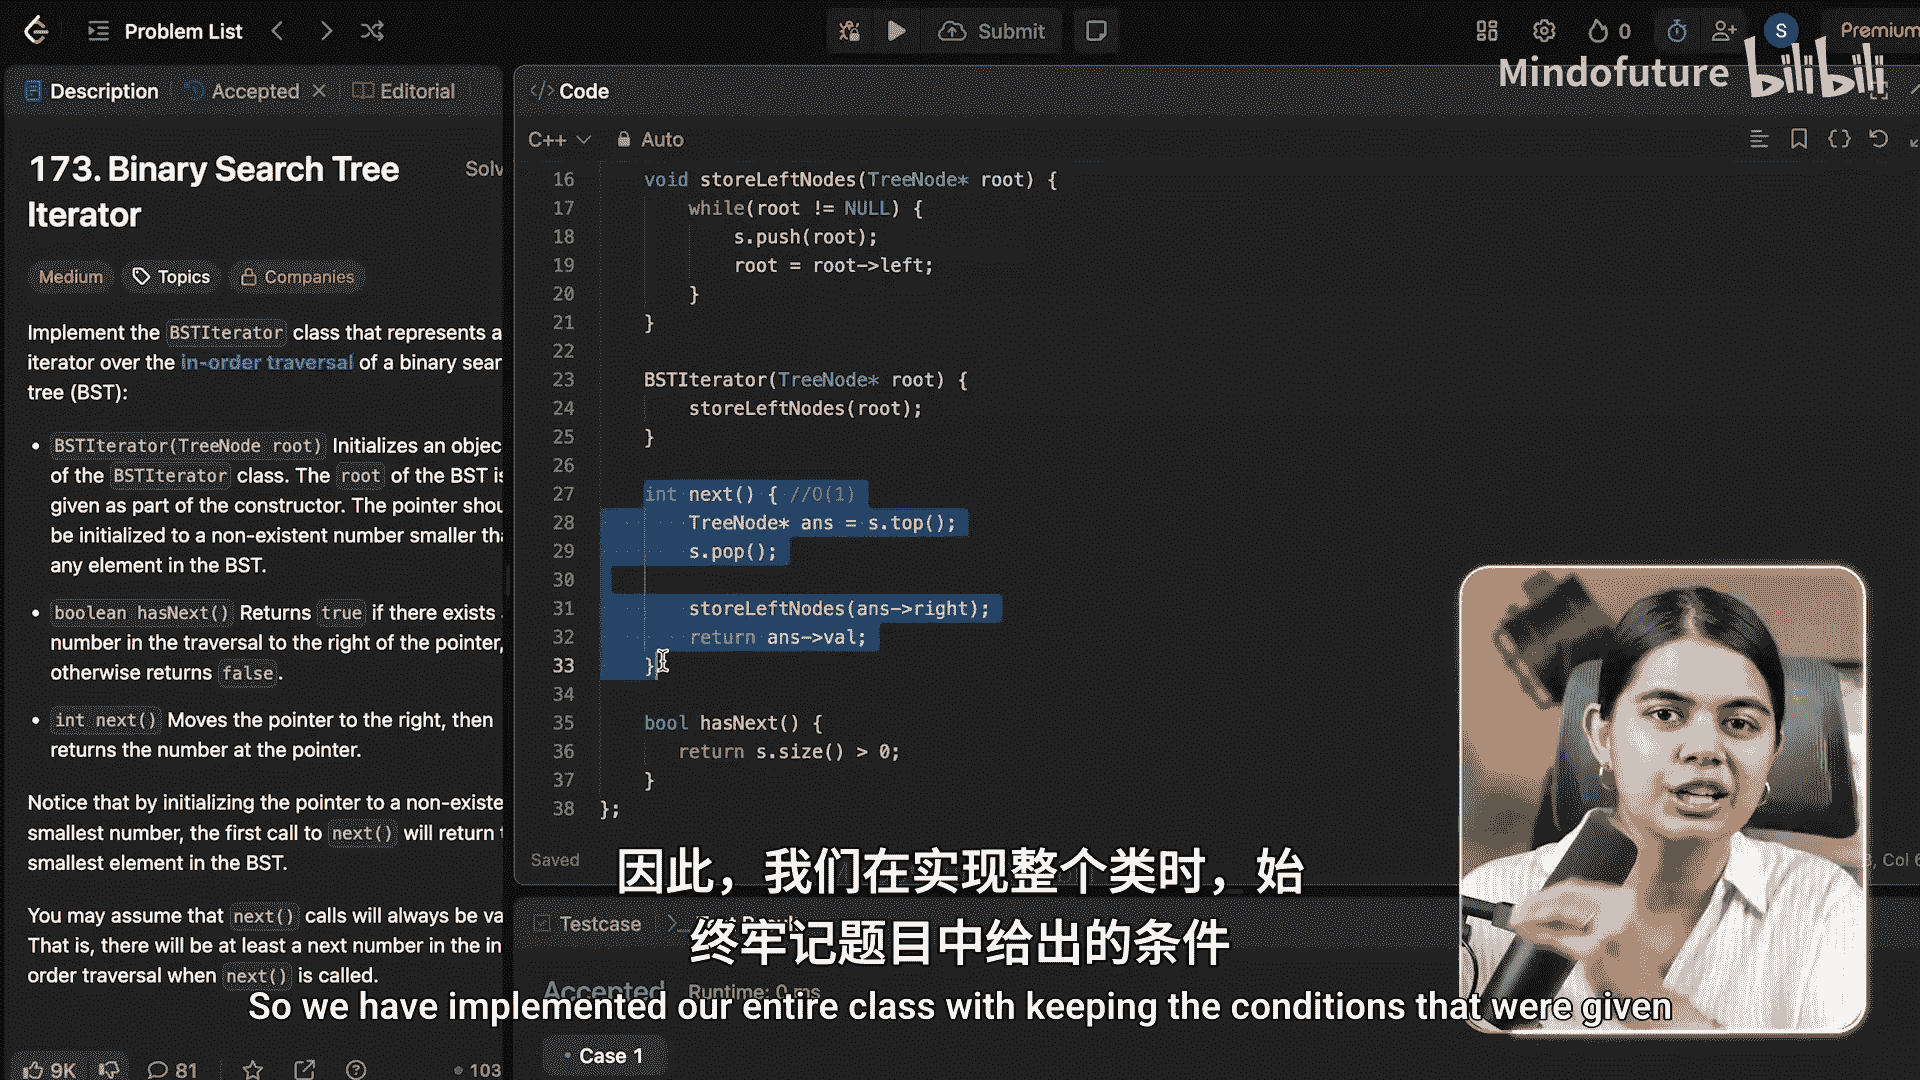 Problem List
Submit
0
S
Premium
Mindofuture
bilibili
Description
Accepted
Editorial
173. Binary Search Tree
Iterator
Solv
Medium
Topics
Companies
Implement the BSTIterator class that represents a
iterator over the in-order traversal of a binary sear
tree (BST):
• BSTIterator(TreeNode root) Initializes an objec
of the BSTIterator class. The root of the BST is
given as part of the constructor. The pointer shou
be initialized to a non-existent number smaller tha
any element in the BST.
• boolean hasNext() Returns true if there exists
number in the traversal to the right of the pointer,
otherwise returns false.
• int next() Moves the pointer to the right, then
returns the number at the pointer.
Notice that by initializing the pointer to a non-existe
smallest number, the first call to next() will return
smallest element in the BST.
You may assume that next() calls will always be va
That is, there will be at least a next number in the in
order traversal when next() is called.
9K
81
103
</> Code
C++
Auto
16 void storeLeftNodes(TreeNode* root) {
17 while(root != NULL) {
18 s.push(root);
19 root = root->left;
20 }
21 }
22
23 BSTIterator(TreeNode* root) {
24 storeLeftNodes(root);
25 }
26
27 int next() { //O(1)
28 TreeNode* ans = s.top();
29 s.pop();
30
31 storeLeftNodes(ans->right);
32 return ans->val;
33 }
34
35 bool hasNext() {
36 return s.size() > 0;
37 }
38 };
Saved
, Col 6
Testcase
Accepted
Runtime: 0 ms
• Case 1
因此，我们在实现整个类时，始
终牢记题目中给出的条件
So we have implemented our entire class with keeping the conditions that were given